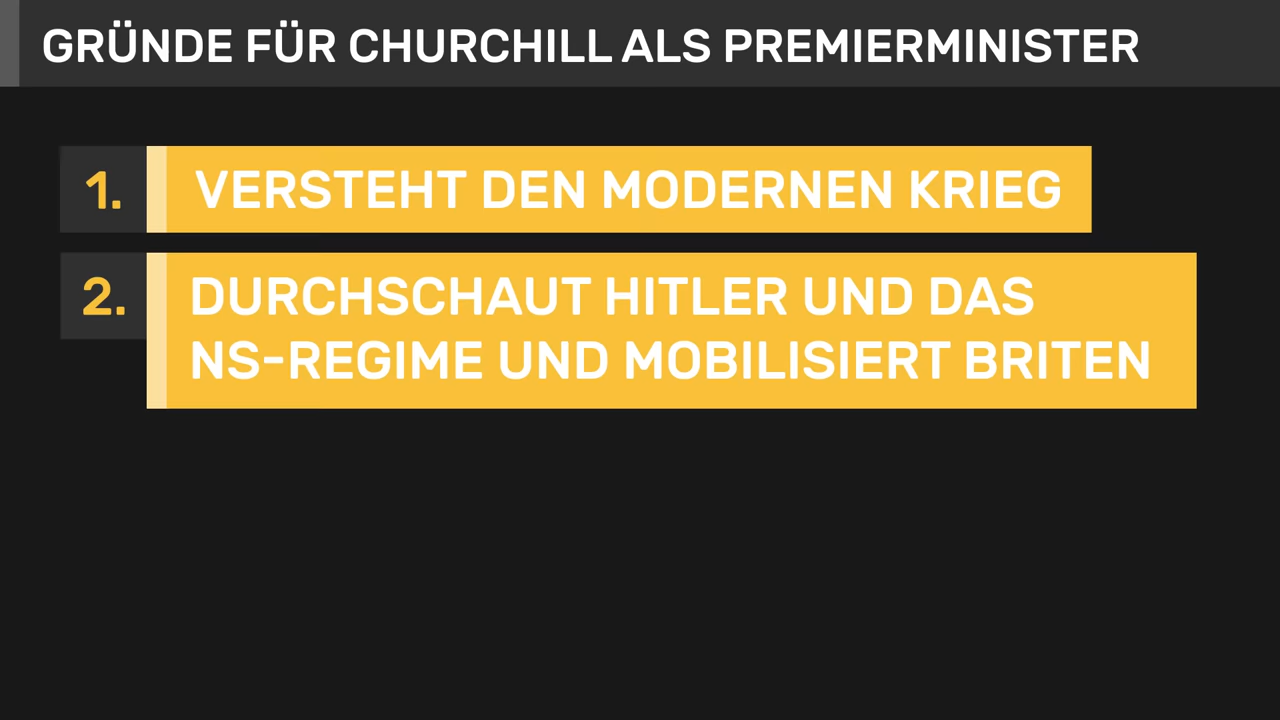 GRÜNDE FÜR CHURCHILL ALS PREMIERMINISTER
1. VERSTEHT DEN MODERNEN KRIEG
2. DURCHSCHAUT HITLER UND DAS
NS-REGIME UND MOBILISIERT BRITEN